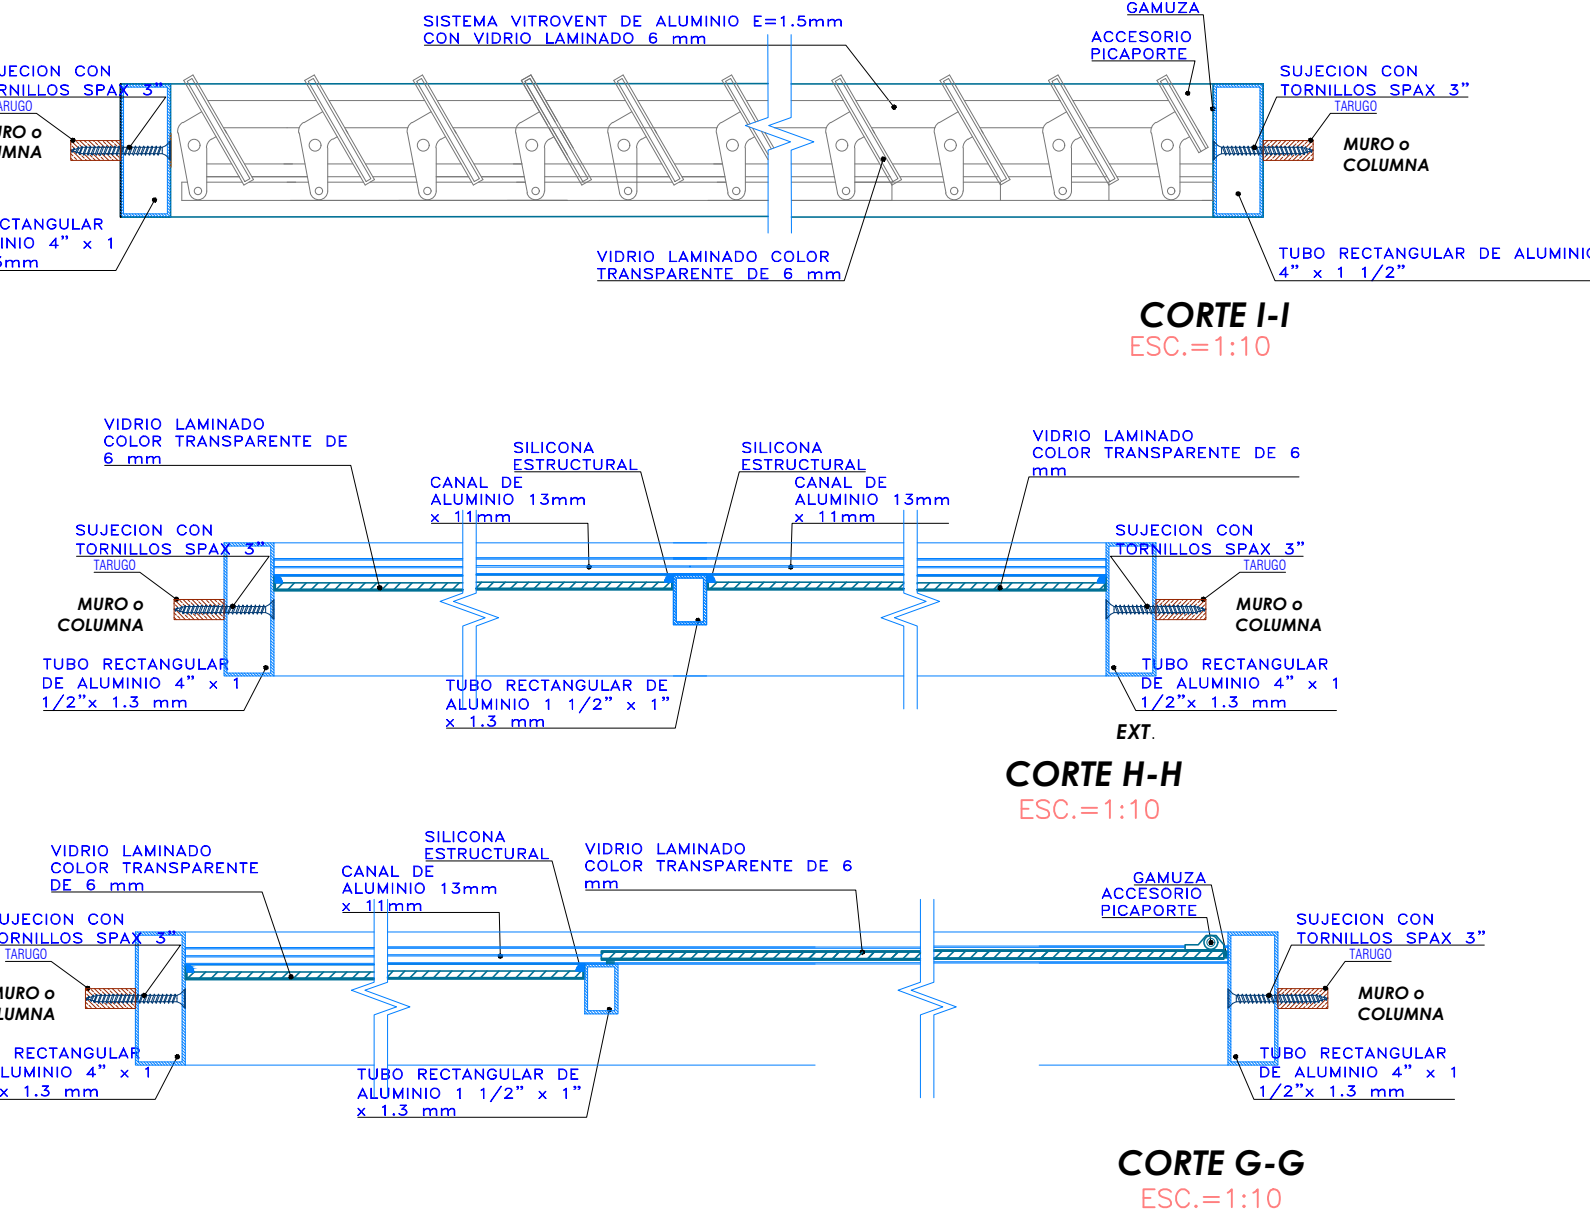 GAMUZA
SISTEMA VITROVENT DE ALUMINIO E=1.5mm
CON VIDRIO LAMINADO 6 mm
ACCESORIO
PICAPORTE
JECION CON
ORNILLOS SPAX 3"
ARUGO
RO o
UMNA
SUJECION CON
TORNILLOS SPAX 3"
TARUGO
MURO o
COLUMNA
CTANGULAR
INIO 4" x 1
3mm
VIDRIO LAMINADO COLOR
TRANSPARENTE DE 6 mm
TUBO RECTANGULAR DE ALUMINIO
4" x 1 1/2"
CORTE I-I
ESC.=1:10
VIDRIO LAMINADO
COLOR TRANSPARENTE DE
6 mm
SILICONA
ESTRUCTURAL
CANAL DE
ALUMINIO 13mm
x 11mm
SILICONA
ESTRUCTURAL
CANAL DE
ALUMINIO 13mm
x 11mm
VIDRIO LAMINADO
COLOR TRANSPARENTE DE 6
mm
SUJECION CON
TORNILLOS SPAX 3"
TARUGO
MURO o
COLUMNA
SUJECION CON
TORNILLOS SPAX 3"
TARUGO
MURO o
COLUMNA
TUBO RECTANGULAR
DE ALUMINIO 4" x 1
1/2"x 1.3 mm
TUBO RECTANGULAR DE
ALUMINIO 1 1/2" x 1"
x 1.3 mm
TUBO RECTANGULAR
DE ALUMINIO 4" x 1
1/2"x 1.3 mm
EXT.
CORTE H-H
ESC.=1:10
VIDRIO LAMINADO
COLOR TRANSPARENTE
DE 6 mm
SILICONA
ESTRUCTURAL
CANAL DE
ALUMINIO 13mm
x 11mm
VIDRIO LAMINADO
COLOR TRANSPARENTE DE 6
mm
GAMUZA
ACCESORIO
PICAPORTE
UJECION CON
ORNILLOS SPAX 3"
TARUGO
MURO o
LUMNA
SUJECION CON
TORNILLOS SPAX 3"
TARUGO
MURO o
COLUMNA
RECTANGULAR
LUMINIO 4" x 1
x 1.3 mm
TUBO RECTANGULAR DE
ALUMINIO 1 1/2" x 1"
x 1.3 mm
TUBO RECTANGULAR
DE ALUMINIO 4" x 1
1/2"x 1.3 mm
CORTE G-G
ESC.=1:10